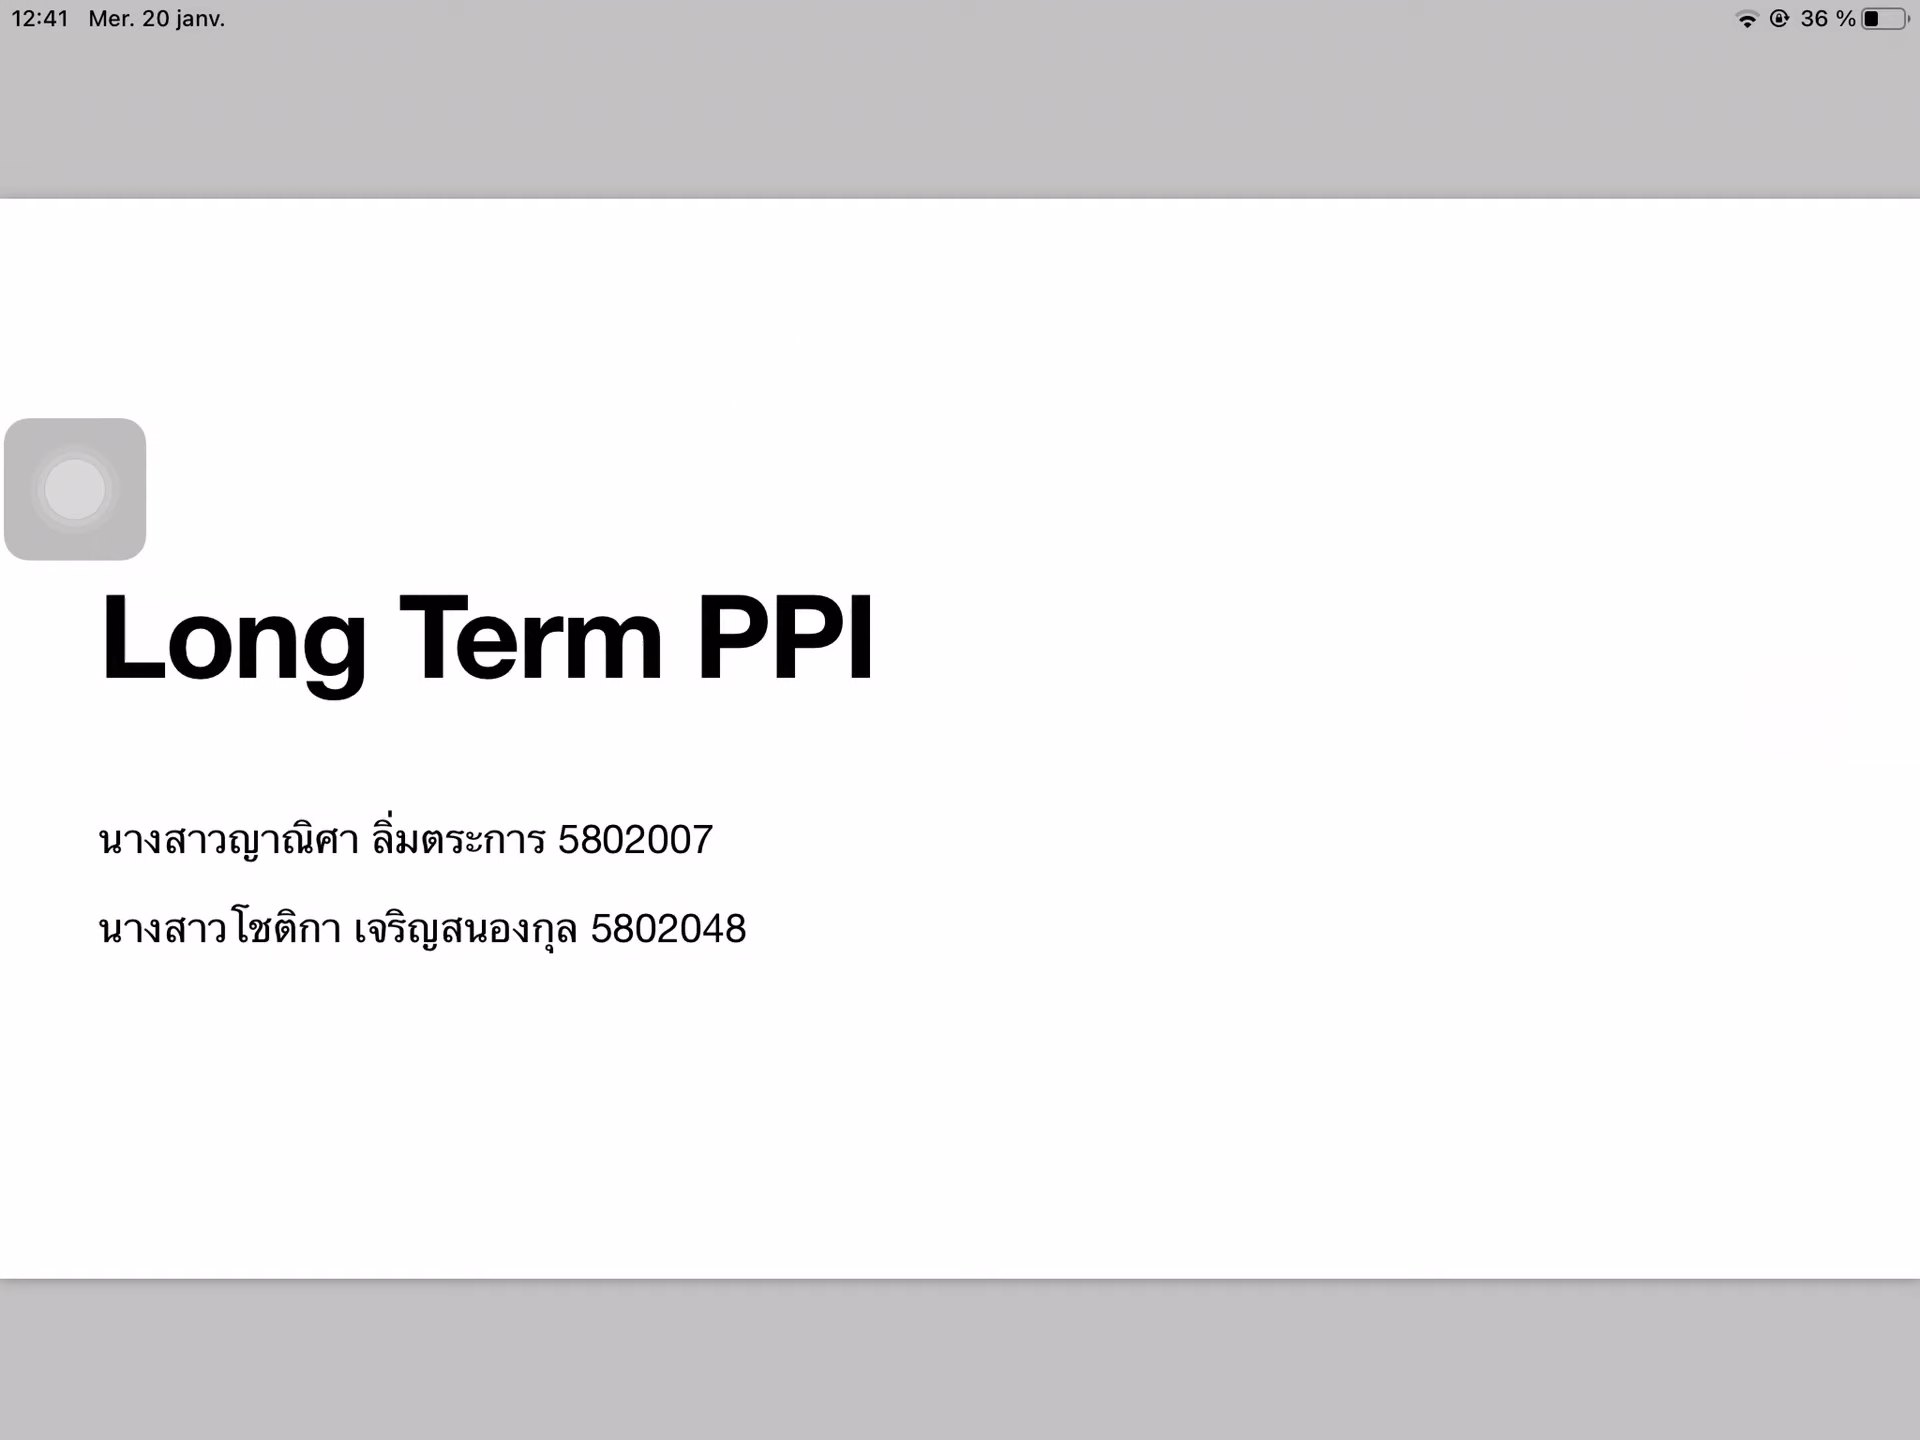 12:41 Mer. 20 janv. 36 %
Long Term PPI
นางสาวญาณิศา ลิ่มตระการ 5802007
นางสาวโชติกา เจริญสนองกุล 5802048